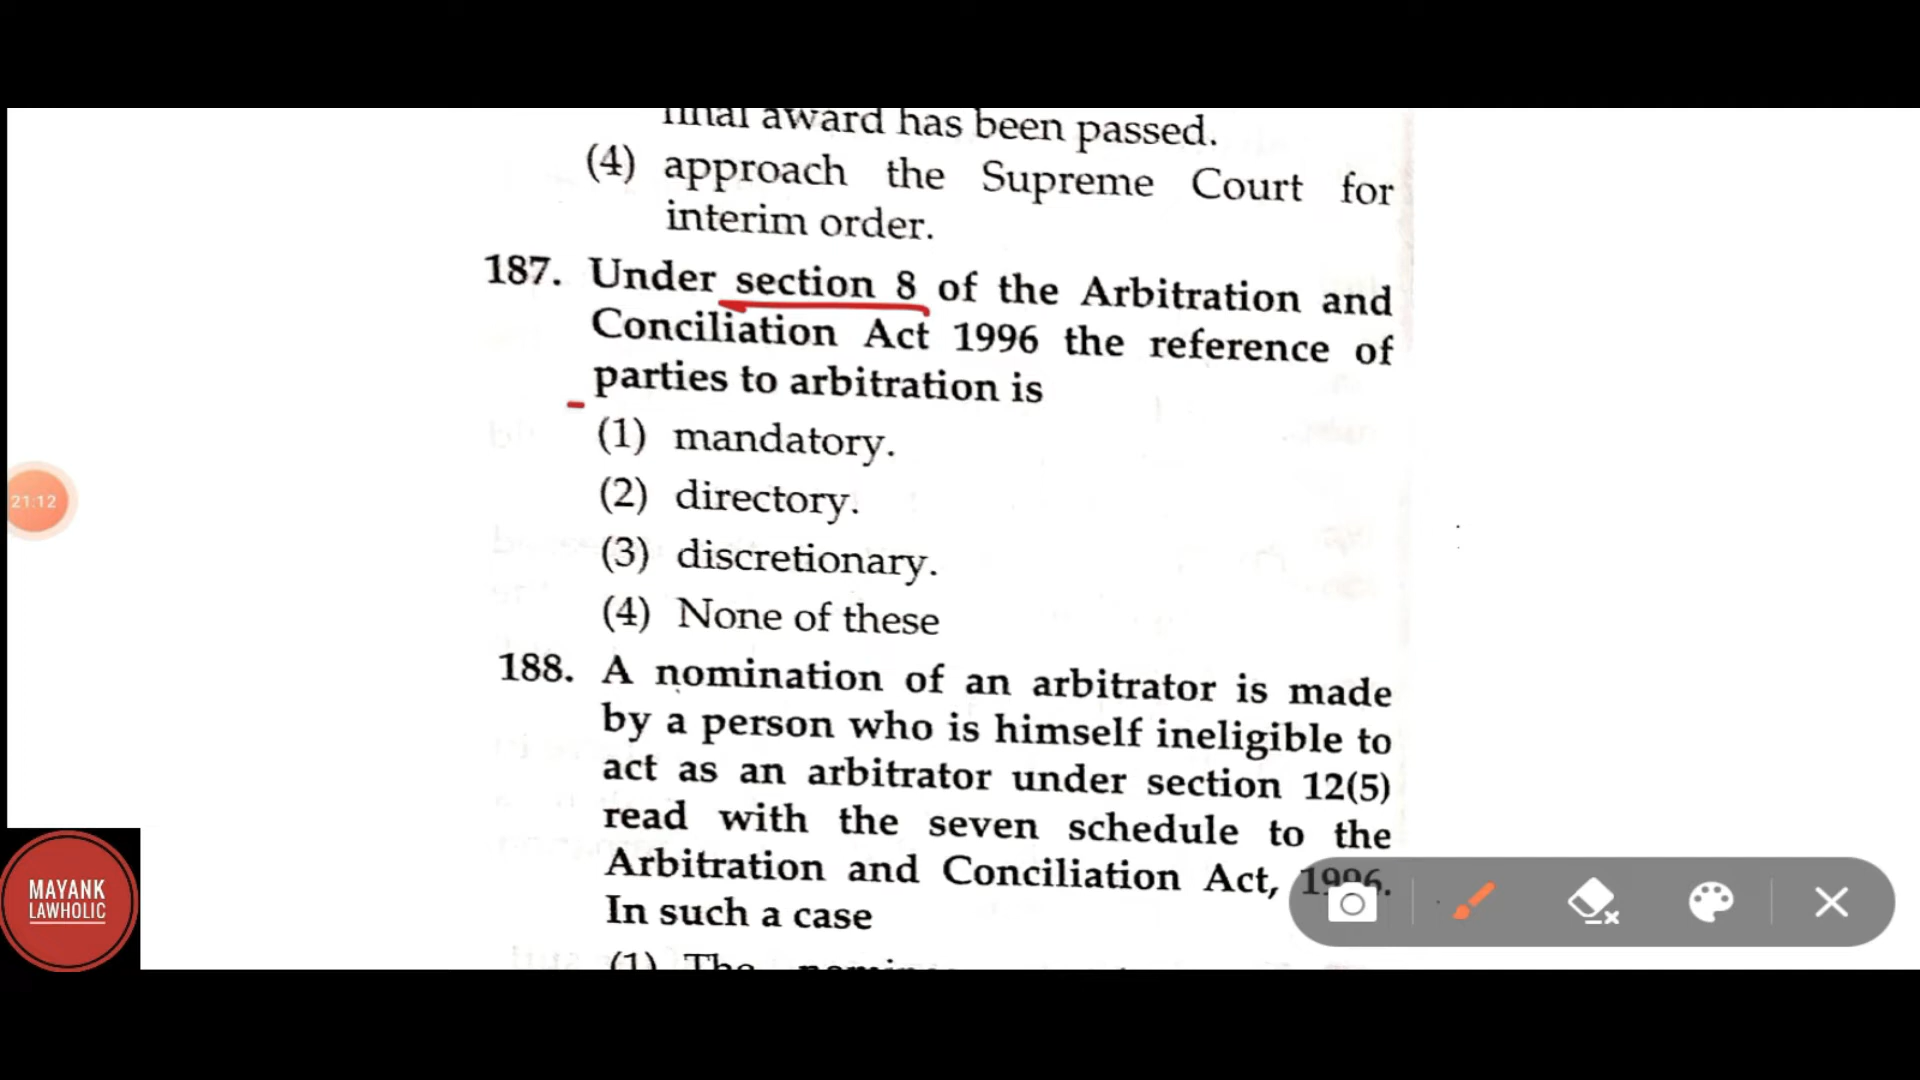 final award has been passed.
(4) approach the Supreme Court for
interim order.
187. Under section 8 of the Arbitration and
Conciliation Act 1996 the reference of
parties to arbitration is
(1) mandatory.
(2) directory.
(3) discretionary.
(4) None of these
188. A nomination of an arbitrator is made
by a person who is himself ineligible to
act as an arbitrator under section 12(5)
read with the seven schedule to the
Arbitration and Conciliation Act, 1996.
In such a case
(1) The
21:12
MAYANK
LAWHOLIC